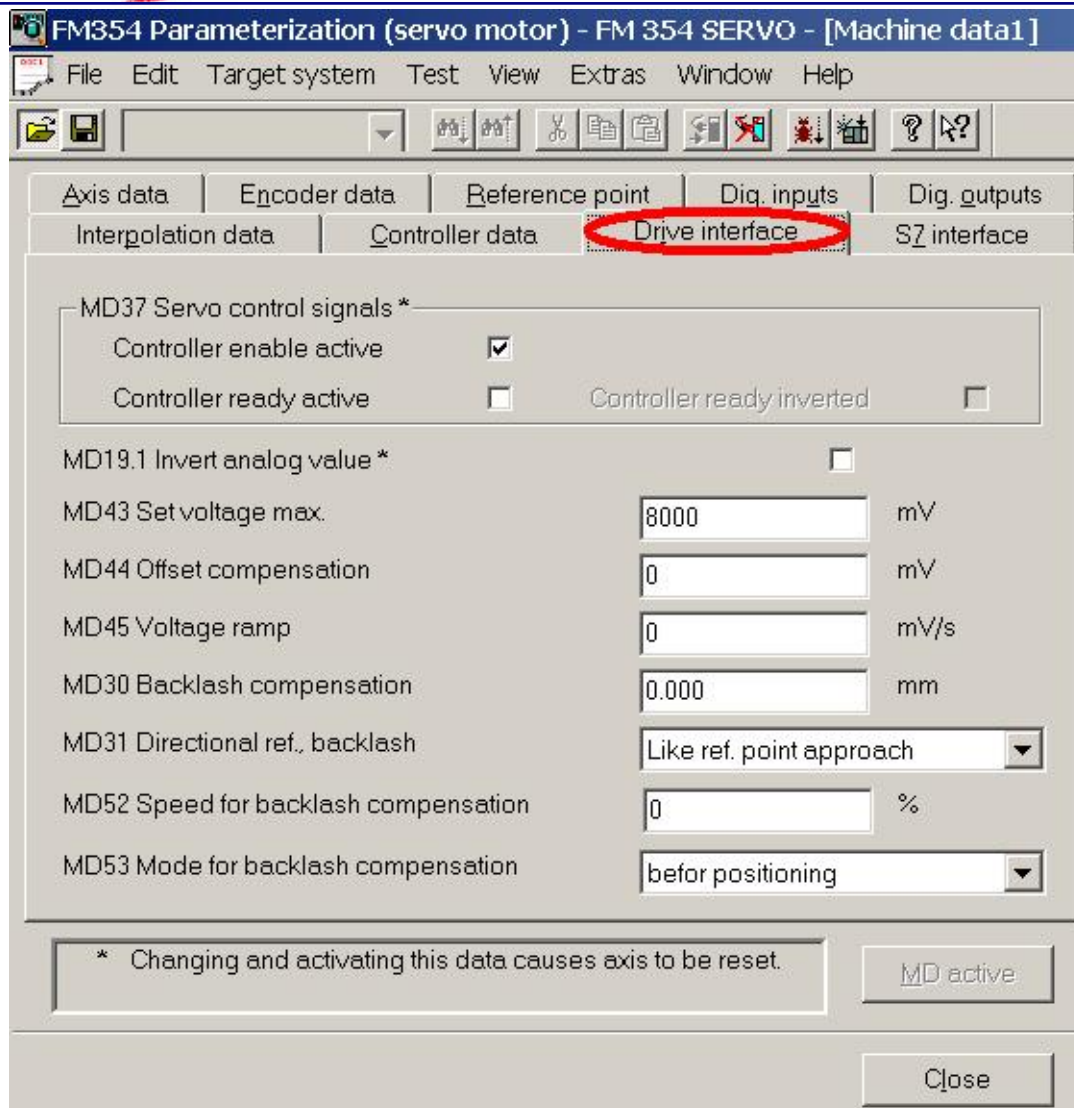 FM354 Parameterization (servo motor) - FM 354 SERVO - [Machine data1]
File Edit Target system Test View Extras Window Help
Axis data Encoder data Reference point Dig. inputs Dig. outputs
Interpolation data Controller data Drive interface S7 interface
MD37 Servo control signals *
Controller enable active
Controller ready active Controller ready inverted
MD19.1 Invert analog value *
MD43 Set voltage max. 8000 mV
MD44 Offset compensation 0 mV
MD45 Voltage ramp 0 mV/s
MD30 Backlash compensation 0.000 mm
MD31 Directional ref., backlash Like ref. point approach
MD52 Speed for backlash compensation 0 %
MD53 Mode for backlash compensation befor positioning
* Changing and activating this data causes axis to be reset.
MD active
Close